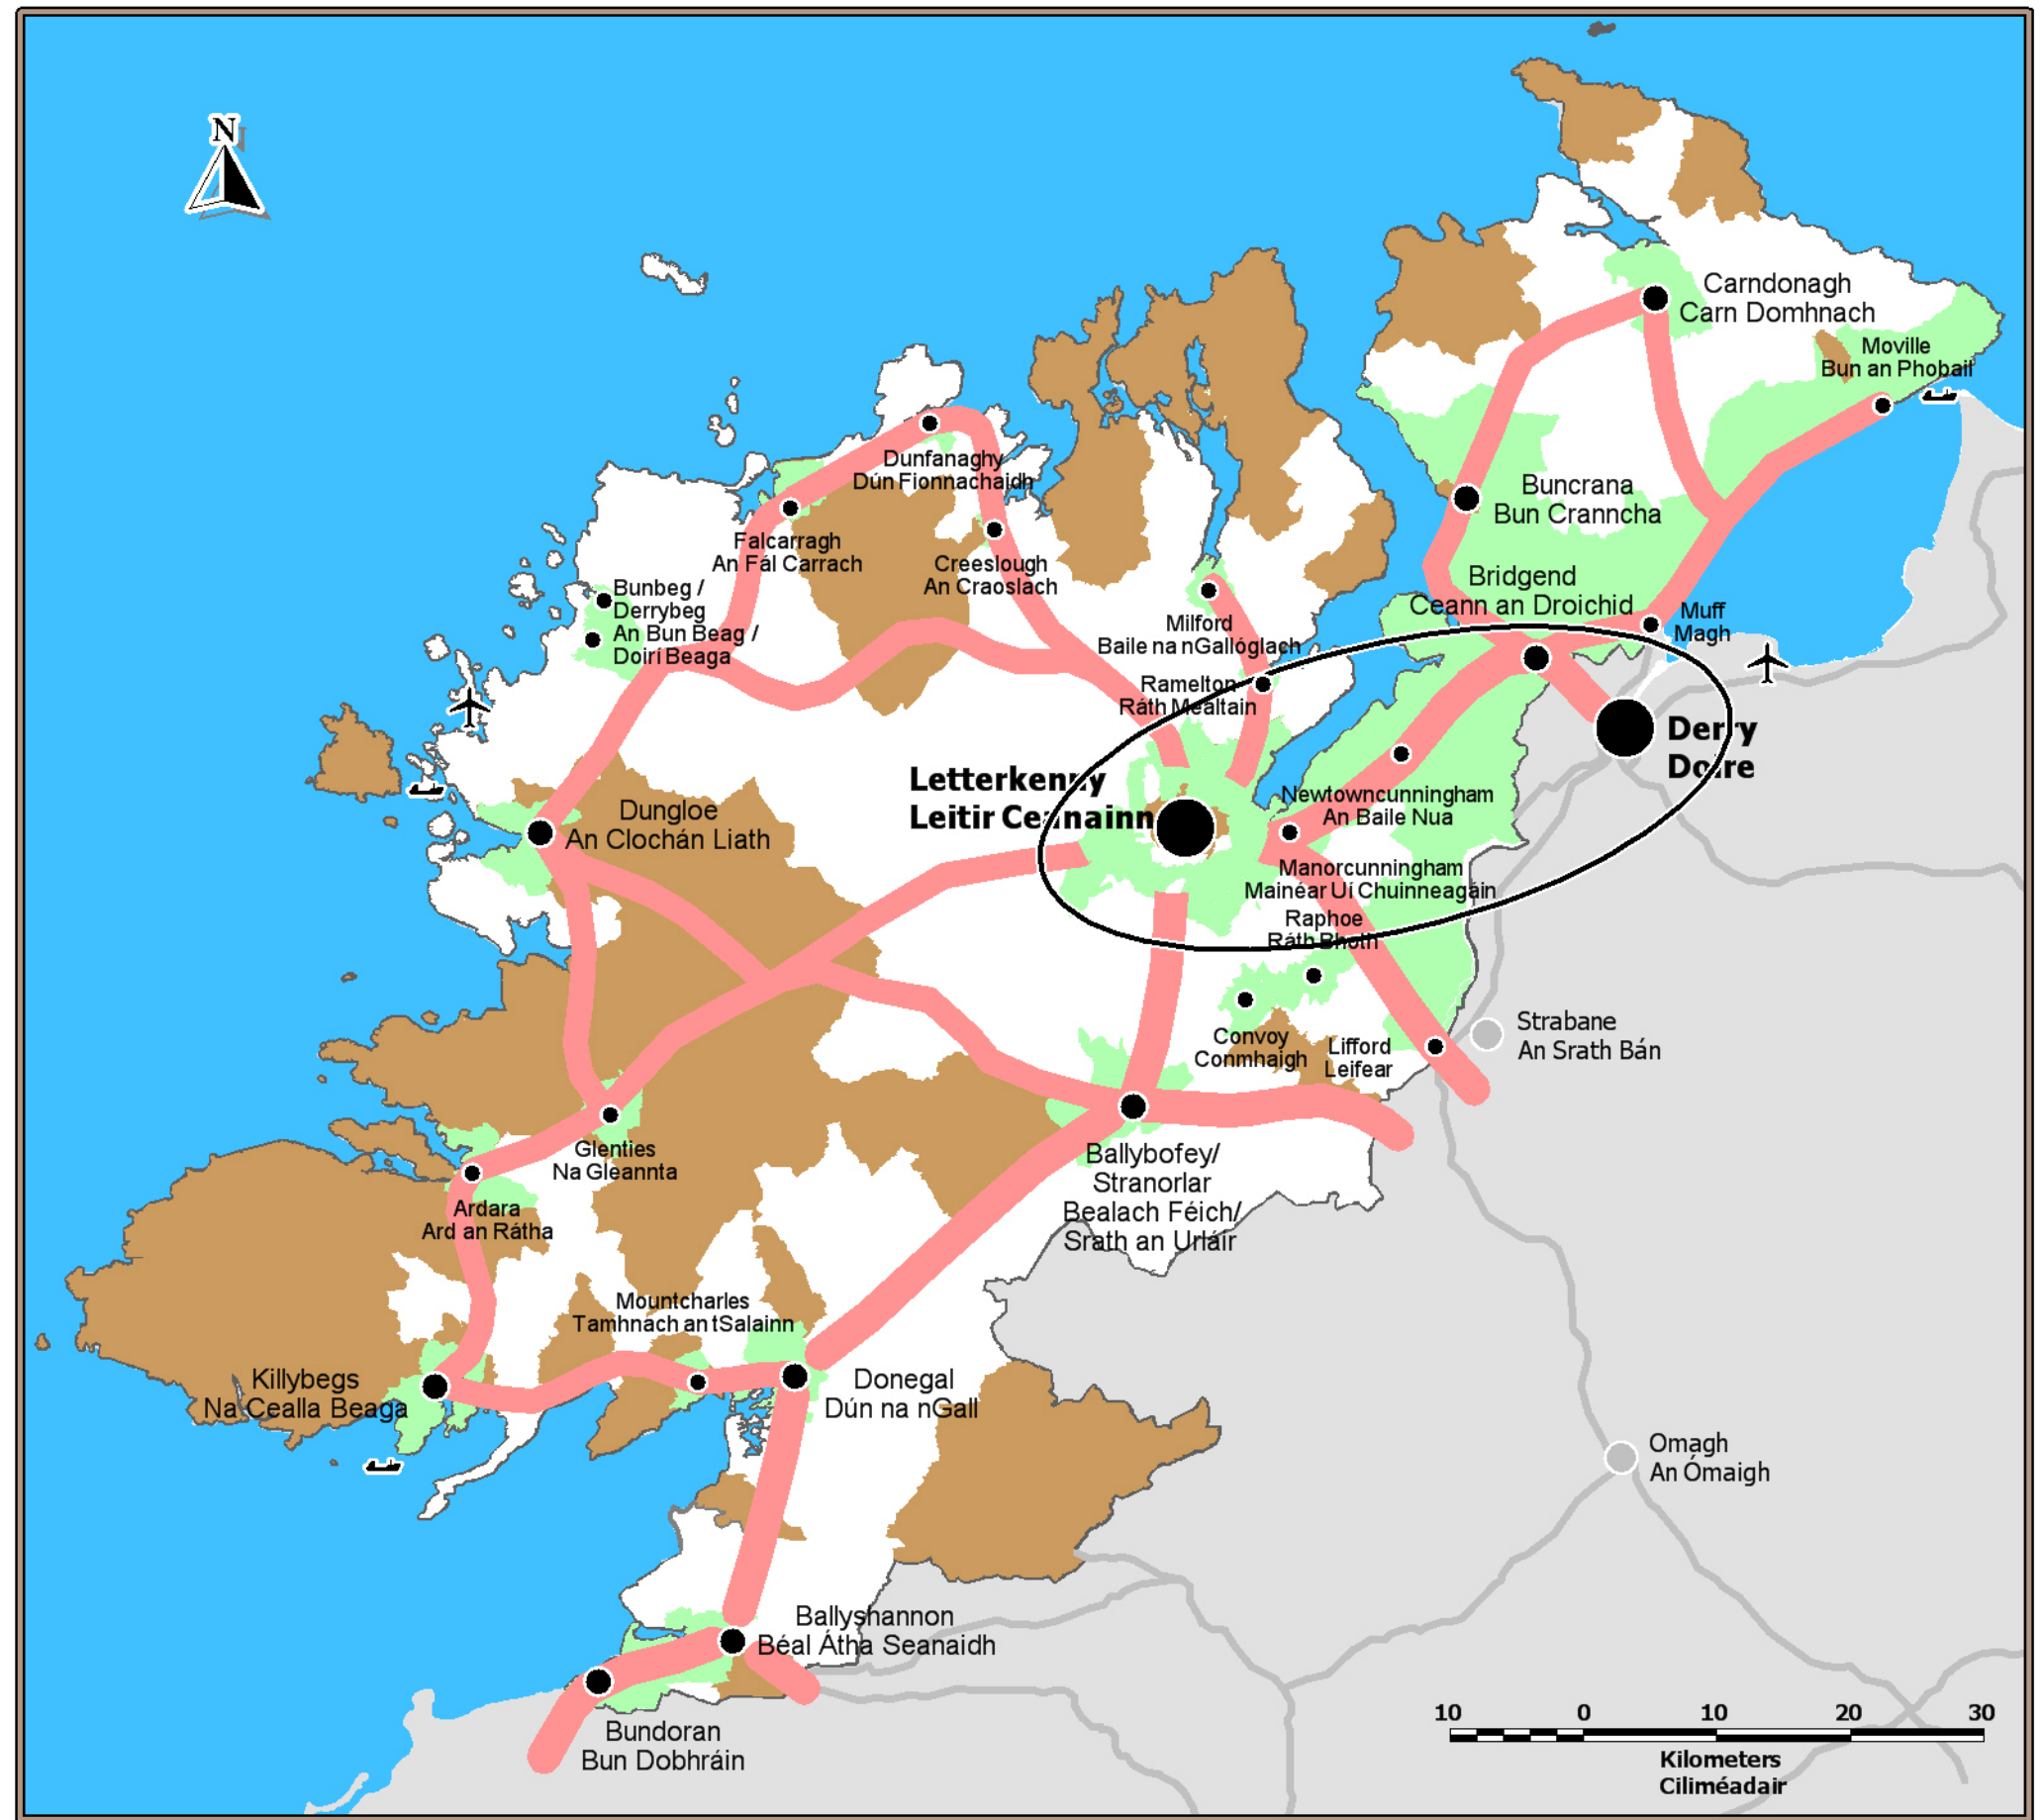 N
Carndonagh
Carn Domhnach
Moville
Bun an Phobail
Dunfanaghy
Dún Fionnachaidh
Buncrana
Bun Cranncha
Falcarragh
An Fál Carrach
Creeslough
An Craoslach
Bridgend
Ceann an Droichid
Bunbeg /
Derrybeg
An Bun Beag /
Doirí Beaga
Milford
Baile na nGallóglach
Muff
Magh
Ramelton
Ráth Mealtain
Derry
Doire
Letterkenny
Leitir Ceanainn
Newtowncunningham
An Baile Nua
Dungloe
An Clochán Liath
Manorcunningham
Mainéar Uí Chuinneagáin
Raphoe
Ráth Bhoth
Strabane
An Srath Bán
Convoy
Conmhaigh
Lifford
Leifear
Glenties
Na Gleannta
Ballybofey/
Stranorlar
Bealach Féich/
Srath an Urláir
Ardara
Ard an Rátha
Mountcharles
Tamhnach an tSalainn
Killybegs
Na Cealla Beaga
Donegal
Dún na nGall
Omagh
An Ómaigh
Ballyshannon
Béal Átha Seanaidh
Bundoran
Bun Dobhráin
10 0 10 20 30
Kilometers
Ciliméadair